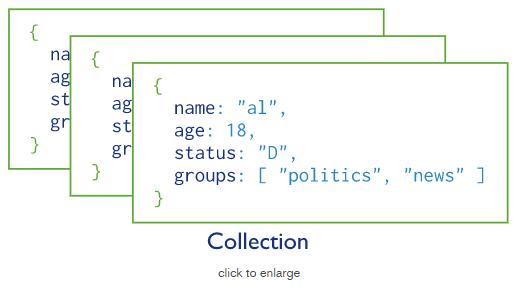 {
na
ag
st
gr
}
{
na
ag
st
gr
}
{
name: "al",
age: 18,
status: "D",
groups: [ "politics", "news" ]
}
Collection
click to enlarge